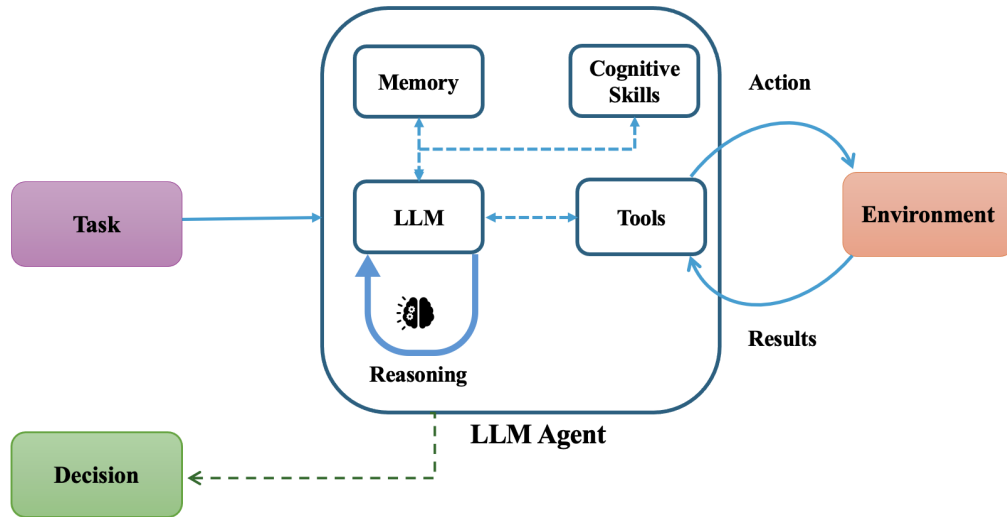 Memory
Cognitive
Skills
Action
Task
LLM
Tools
Environment
Reasoning
Results
LLM Agent
Decision